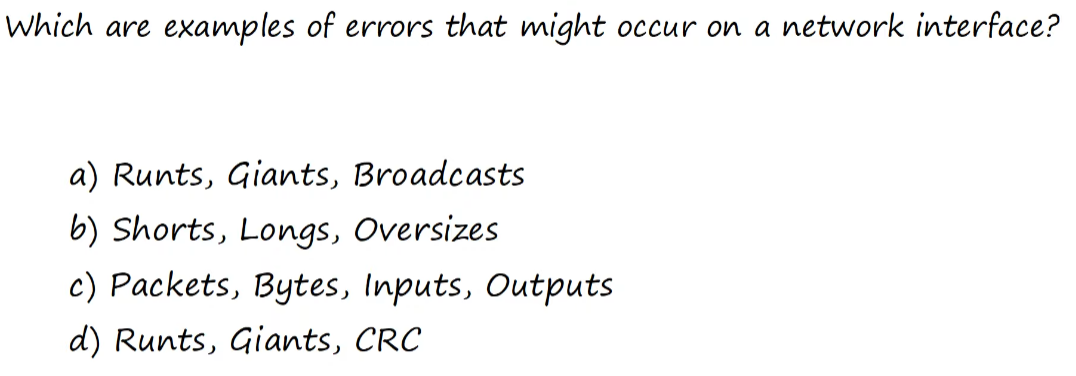 Which are examples of errors that might occur on a network interface?
a) Runts, Giants, Broadcasts
b) Shorts, Longs, Oversizes
c) Packets, Bytes, Inputs, Outputs
d) Runts, Giants, CRC